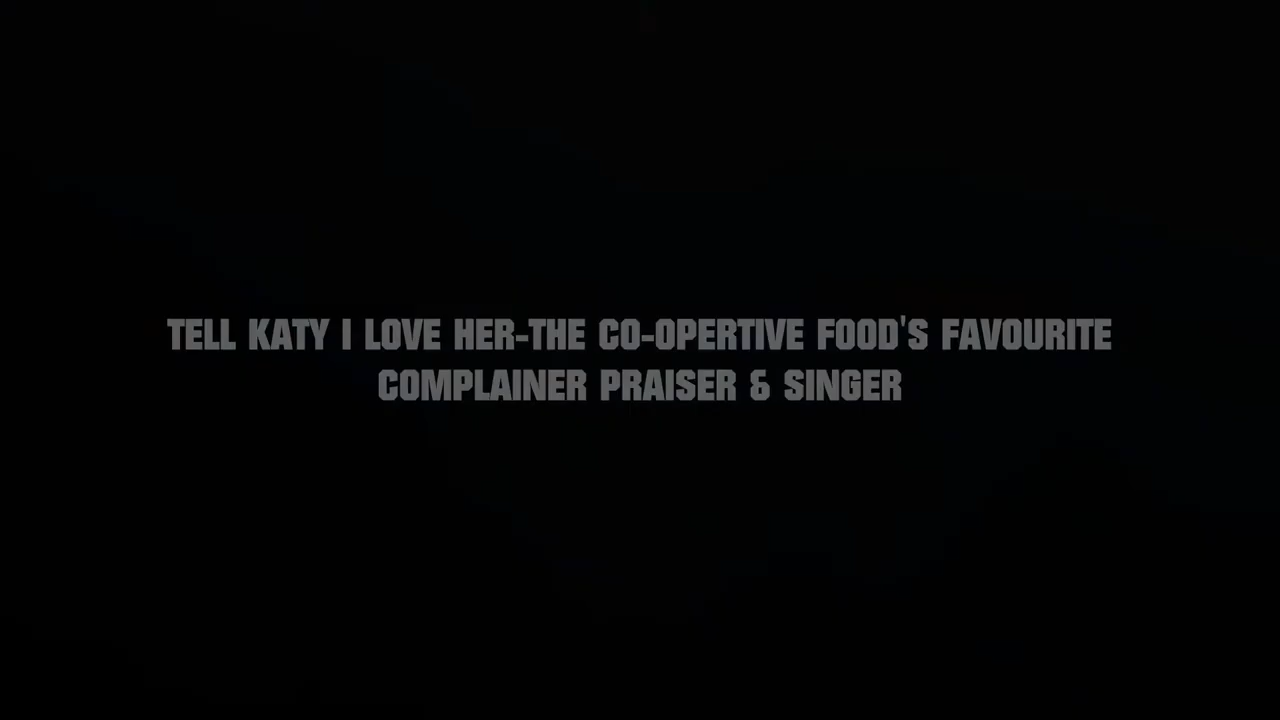 TELL KATY I LOVE HER-THE CO-OPERTIVE FOOD'S FAVOURITE
COMPLAINER PRAISER & SINGER